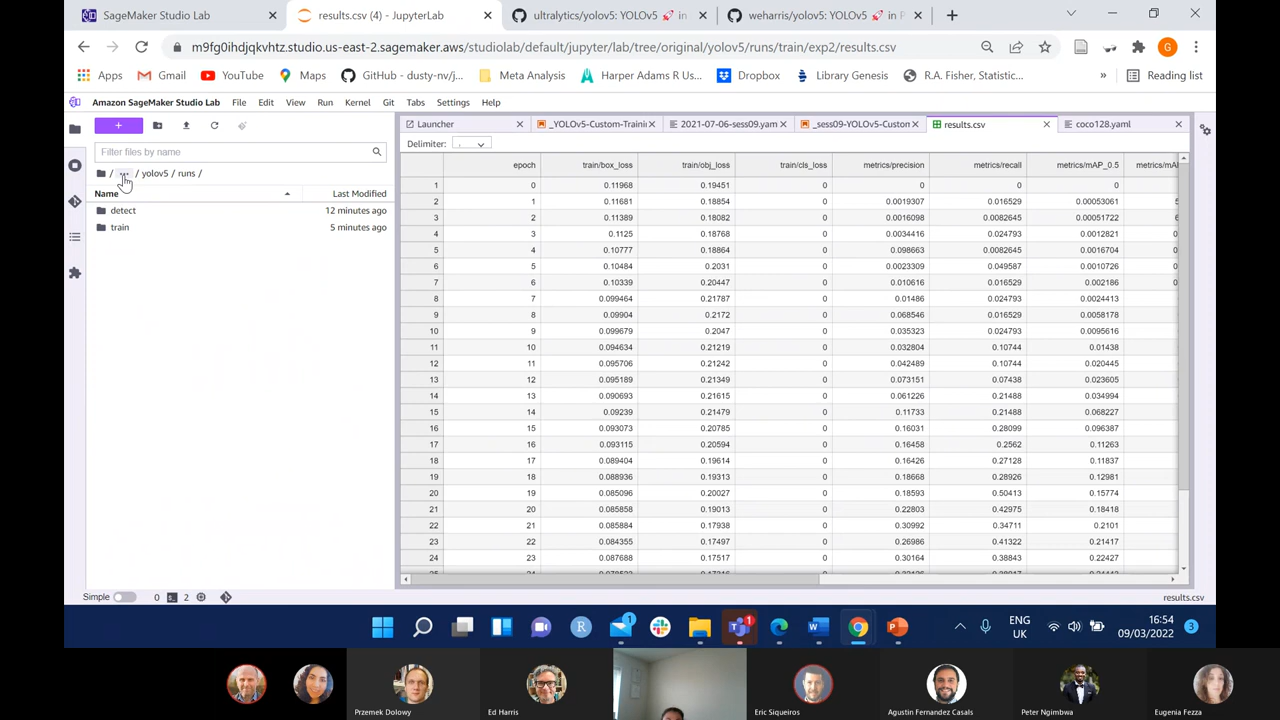 SageMaker Studio Lab
results.csv (4) - JupyterLab
ultralytics/yolov5: YOLOv5 🚀 in
weharris/yolov5: YOLOv5 🚀 in P
m9fg0ihdjqkvhtz.studio.us-east-2.sagemaker.aws/studiolab/default/jupyter/lab/tree/original/yolov5/runs/train/exp2/results.csv
G
Apps Gmail YouTube Maps GitHub - dusty-nv/j... Meta Analysis Harper Adams R Us... Dropbox Library Genesis R.A. Fisher, Statistic... » Reading list
Amazon SageMaker Studio Lab File Edit View Run Kernel Git Tabs Settings Help
Launcher _YOLOv5-Custom-Traini 2021-07-06-sess09.yam _sess09-YOLOv5-Custom results.csv coco128.yaml
Filter files by name
/ ... / yolov5 / runs /
Name Last Modified
detect 12 minutes ago
train 5 minutes ago
Delimiter: ,
epoch train/box_loss train/obj_loss train/cls_loss metrics/precision metrics/recall metrics/mAP_0.5 metrics/mA
1 0 0.11968 0.19451 0 0 0 0
2 1 0.11681 0.18854 0 0.0019307 0.016529 0.00053061 5
3 2 0.11389 0.18082 0 0.0016098 0.0082645 0.00051722 6
4 3 0.1125 0.18768 0 0.0034416 0.024793 0.0012821 0
5 4 0.10777 0.18864 0 0.098663 0.0082645 0.0016704 0
6 5 0.10484 0.2031 0 0.0023309 0.049587 0.0010726 0
7 6 0.10339 0.20447 0 0.010616 0.016529 0.002186 0
8 7 0.099464 0.21787 0 0.01486 0.024793 0.0024413
9 8 0.09904 0.2172 0 0.068546 0.016529 0.0058178
10 9 0.099679 0.2047 0 0.035323 0.024793 0.0095616
11 10 0.094634 0.21219 0 0.032804 0.10744 0.01438
12 11 0.095706 0.21242 0 0.042489 0.10744 0.020445
13 12 0.095189 0.21349 0 0.073151 0.07438 0.023605
14 13 0.090693 0.21615 0 0.061226 0.21488 0.034994
15 14 0.09239 0.21479 0 0.11733 0.21488 0.068227
16 15 0.093073 0.20785 0 0.16031 0.28099 0.096387
17 16 0.093115 0.20594 0 0.16458 0.2562 0.11263
18 17 0.089404 0.19614 0 0.16426 0.27128 0.11837
19 18 0.088936 0.19313 0 0.18668 0.28926 0.12981
20 19 0.085096 0.20027 0 0.18593 0.50413 0.15774
21 20 0.085858 0.19013 0 0.22803 0.42975 0.18418
22 21 0.085884 0.17938 0 0.30992 0.34711 0.2101
23 22 0.084355 0.17497 0 0.26986 0.41322 0.21417
24 23 0.087688 0.17517 0 0.30164 0.38843 0.22427
Simple 0 2 results.csv
1 1 ENG UK 16:54 09/03/2022 3
Przemek Dolowy Ed Harris Eric Siqueiros Agustin Fernandez Casals Peter Ngimbwa Eugenia Fezza